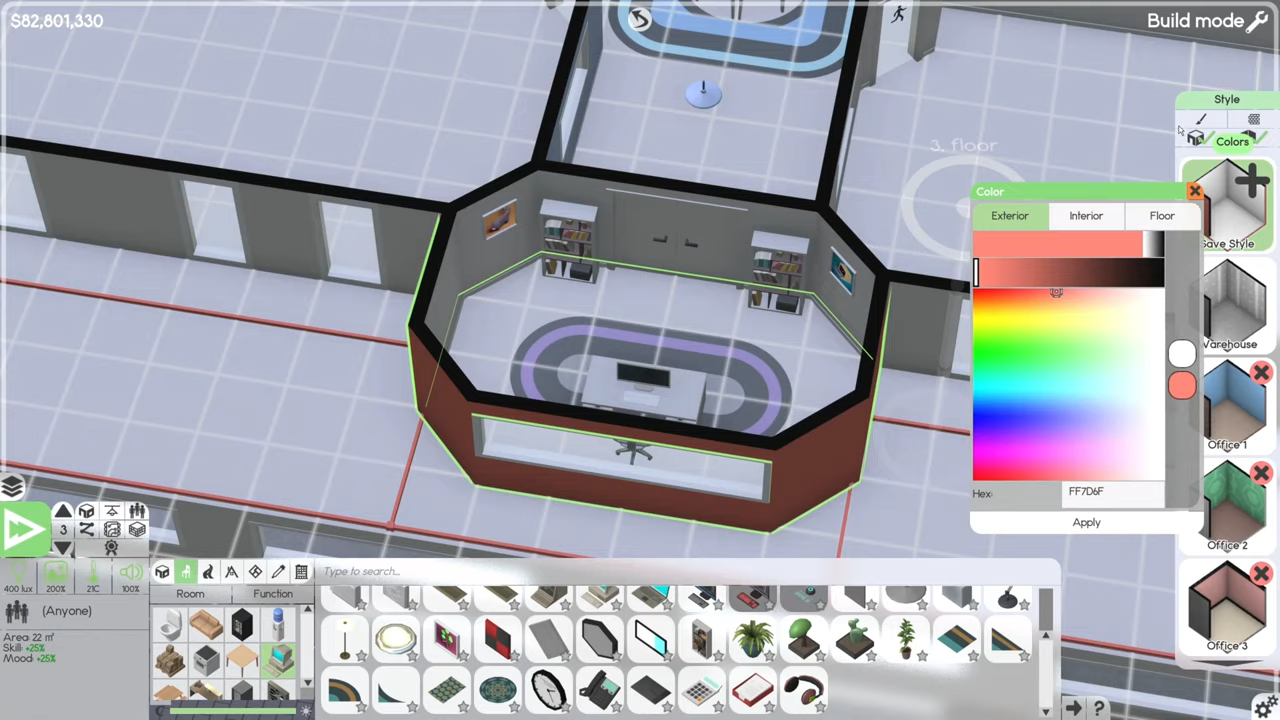 $82,801,330
Build mode
Style
Colors
3. floor
Color
Exterior
Interior
Floor
Save Style
Warehouse
Office 1
Office 2
Office 3
Hex
FF7D6F
Apply
3
400 lux
200%
21C
100%
(Anyone)
Area 22 m²
Skill: +25%
Mood: +25%
Room
Function
Type to search...
?